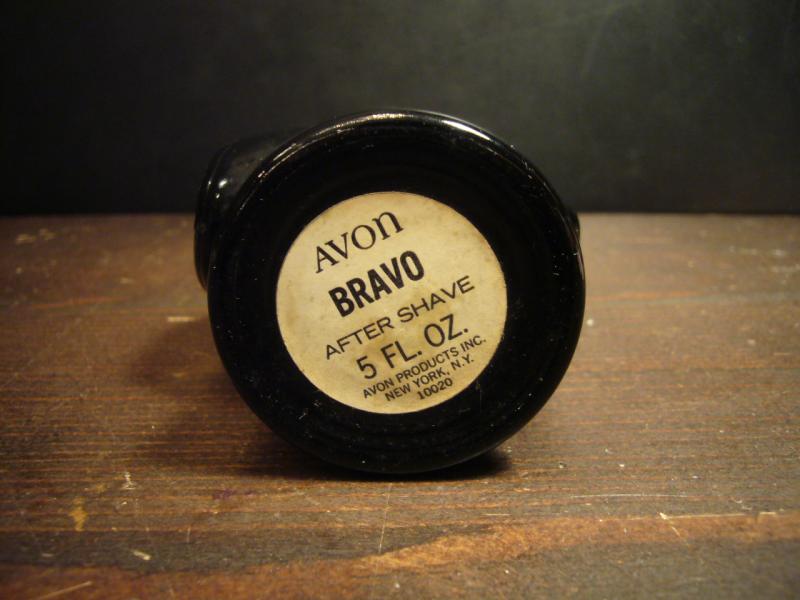 AVON
BRAVO
AFTER SHAVE
5 FL. OZ.
AVON PRODUCTS INC.
NEW YORK, N.Y.
10020